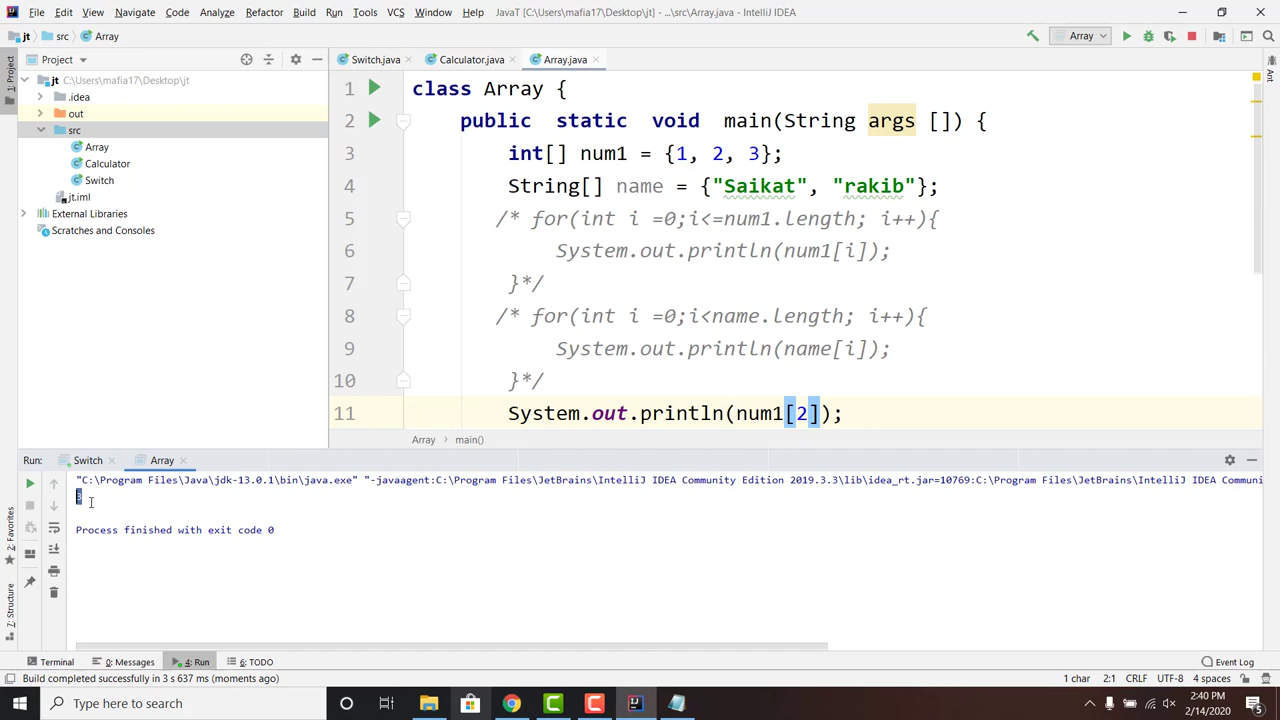 File Edit View Navigate Code Analyze Refactor Build Run Tools VCS Window Help JavaT [C:\Users\mafia17\Desktop\jt] - ...\src\Array.java - IntelliJ IDEA
jt src Array
Array
Project
Switch.java Calculator.java Array.java
1: Project
Ant
jt C:\Users\mafia17\Desktop\jt
.idea
out
src
Array
Calculator
Switch
jt.iml
External Libraries
Scratches and Consoles
1 class Array {
2 public static void main(String args []) {
3 int[] num1 = {1, 2, 3};
4 String[] name = {"Saikat", "rakib"};
5 /* for(int i =0;i<=num1.length; i++){
6 System.out.println(num1[i]);
7 }*/
8 /* for(int i =0;i<name.length; i++){
9 System.out.println(name[i]);
10 }*/
11 System.out.println(num1[2]);
Array main()
Run: Switch Array
"C:\Program Files\Java\jdk-13.0.1\bin\java.exe" "-javaagent:C:\Program Files\JetBrains\IntelliJ IDEA Community Edition 2019.3.3\lib\idea_rt.jar=10769:C:\Program Files\JetBrains\IntelliJ IDEA Communi
3
Process finished with exit code 0
2: Favorites
7: Structure
Terminal 0: Messages 4: Run 6: TODO Event Log
Build completed successfully in 3 s 637 ms (moments ago) 1 char 2:1 CRLF UTF-8 4 spaces
Type here to search
2:40 PM
2/14/2020
5